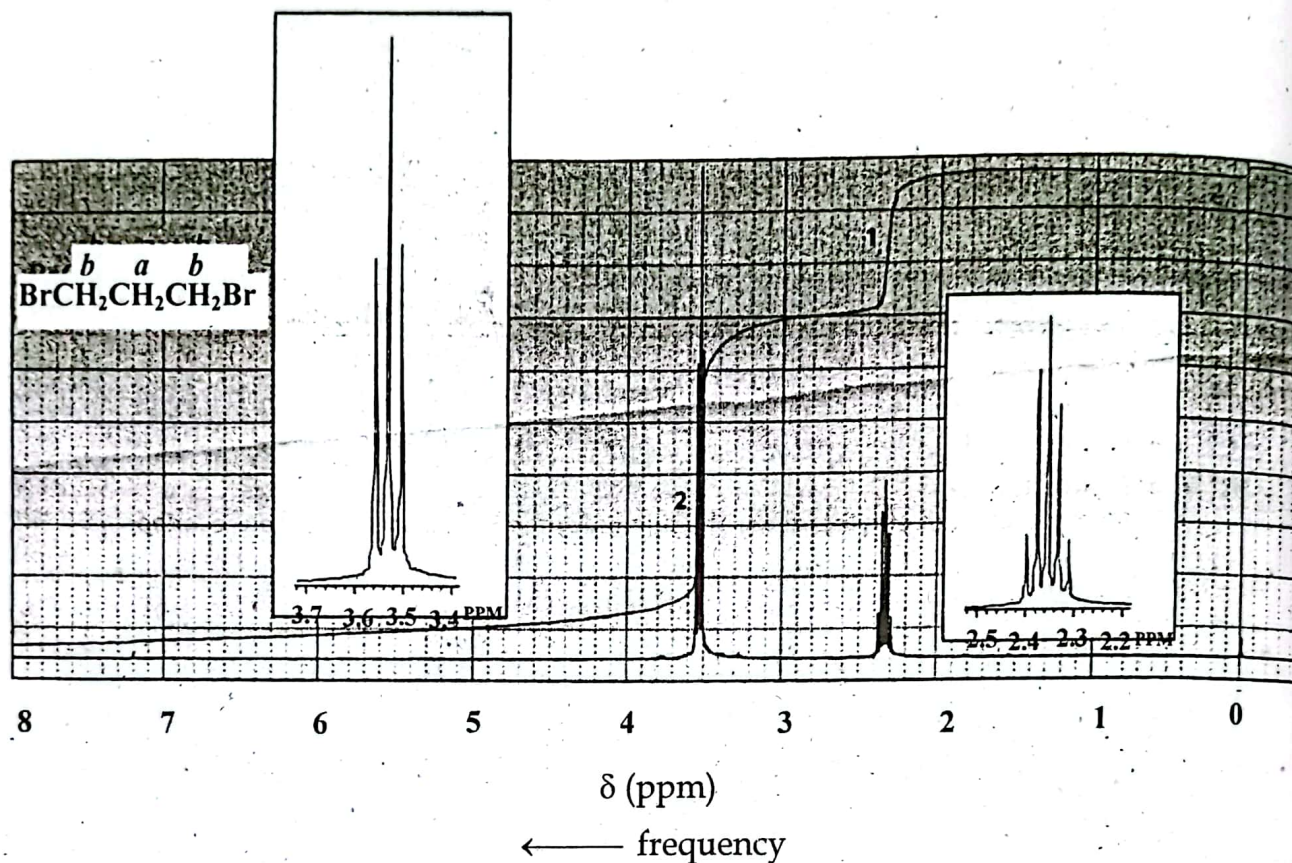 1
b a b
BrCH₂CH₂CH₂Br
2
3.7 3.6 3.5 3.4 PPM
2.5 2.4 2.3 2.2 PPM
8 7 6 5 4 3 2 1 0
δ (ppm)
← frequency